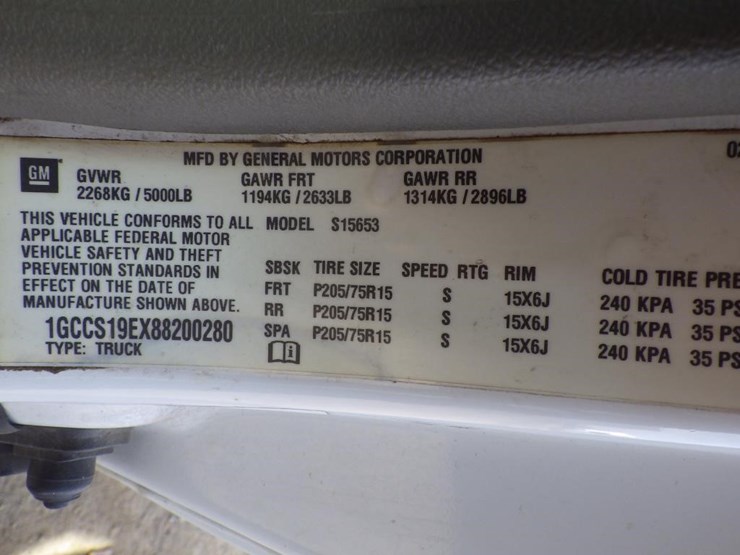 MFD BY GENERAL MOTORS CORPORATION 02
GM GVWR GAWR FRT GAWR RR
2268KG / 5000LB 1194KG / 2633LB 1314KG / 2896LB
THIS VEHICLE CONFORMS TO ALL MODEL S15653
APPLICABLE FEDERAL MOTOR
VEHICLE SAFETY AND THEFT
PREVENTION STANDARDS IN
EFFECT ON THE DATE OF
MANUFACTURE SHOWN ABOVE.
1GCCS19EX88200280
TYPE: TRUCK
SBSK TIRE SIZE SPEED RTG RIM COLD TIRE PRE
FRT P205/75R15 S 15X6J 240 KPA 35 PS
RR P205/75R15 S 15X6J 240 KPA 35 PS
SPA P205/75R15 S 15X6J 240 KPA 35 PS